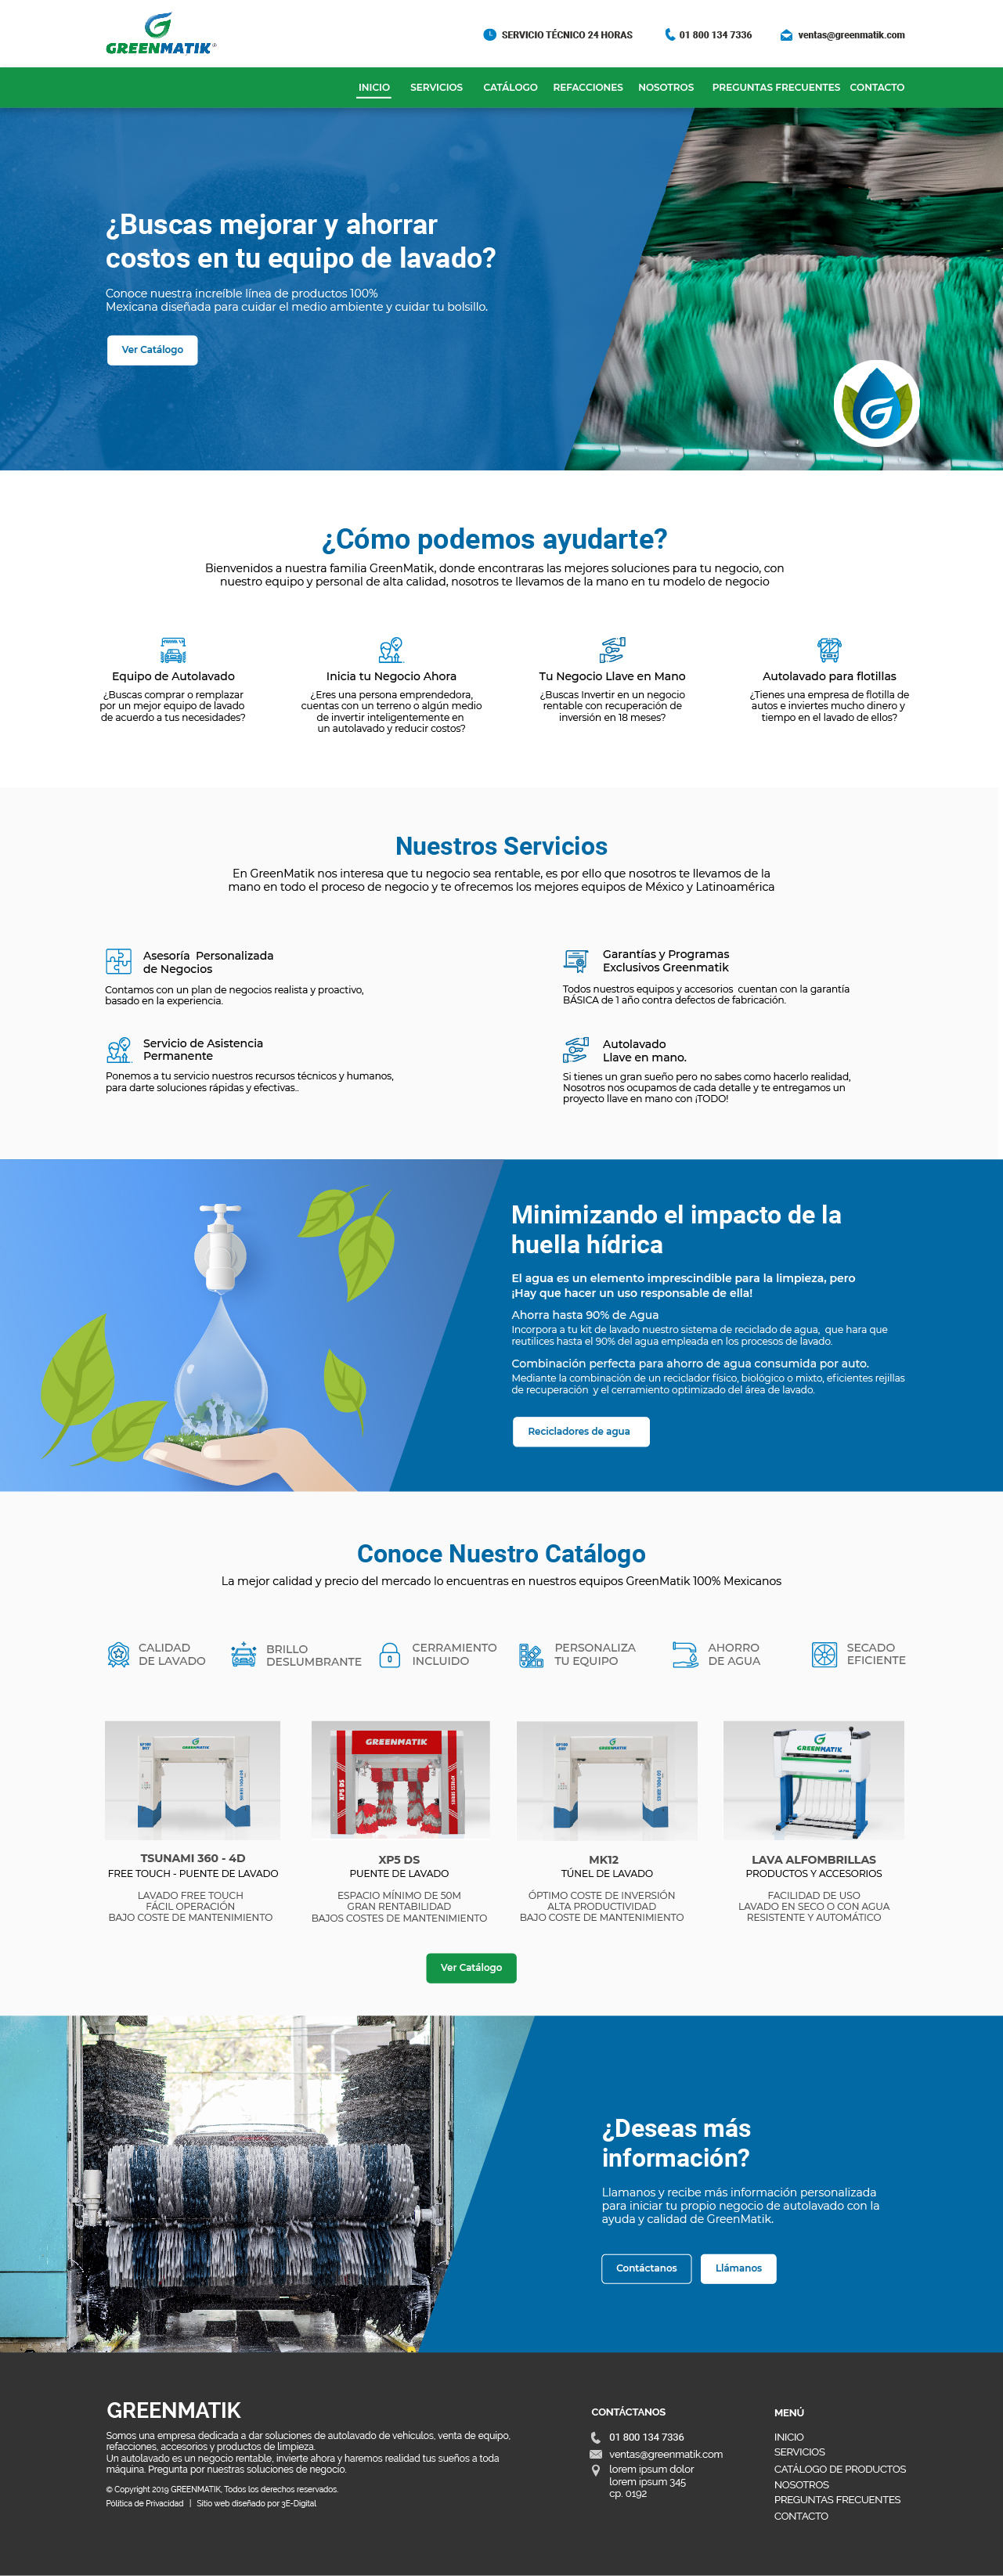 GREENMATIK®
SERVICIO TÉCNICO 24 HORAS
01 800 134 7336
ventas@greenmatik.com
INICIO
SERVICIOS
CATÁLOGO
REFACCIONES
NOSOTROS
PREGUNTAS FRECUENTES
CONTACTO
¿Buscas mejorar y ahorrar
costos en tu equipo de lavado?
Conoce nuestra increíble línea de productos 100%
Mexicana diseñada para cuidar el medio ambiente y cuidar tu bolsillo.
Ver Catálogo
¿Cómo podemos ayudarte?
Bienvenidos a nuestra familia GreenMatik, donde encontraras las mejores soluciones para tu negocio, con
nuestro equipo y personal de alta calidad, nosotros te llevamos de la mano en tu modelo de negocio
Equipo de Autolavado
¿Buscas comprar o remplazar
por un mejor equipo de lavado
de acuerdo a tus necesidades?
Inicia tu Negocio Ahora
¿Eres una persona emprendedora,
cuentas con un terreno o algún medio
de invertir inteligentemente en
un autolavado y reducir costos?
Tu Negocio Llave en Mano
¿Buscas Invertir en un negocio
rentable con recuperación de
inversión en 18 meses?
Autolavado para flotillas
¿Tienes una empresa de flotilla de
autos e inviertes mucho dinero y
tiempo en el lavado de ellos?
Nuestros Servicios
En GreenMatik nos interesa que tu negocio sea rentable, es por ello que nosotros te llevamos de la
mano en todo el proceso de negocio y te ofrecemos los mejores equipos de México y Latinoamérica
Asesoría Personalizada
de Negocios
Contamos con un plan de negocios realista y proactivo,
basado en la experiencia.
Garantías y Programas
Exclusivos Greenmatik
Todos nuestros equipos y accesorios cuentan con la garantía
BÁSICA de 1 año contra defectos de fabricación.
Servicio de Asistencia
Permanente
Ponemos a tu servicio nuestros recursos técnicos y humanos,
para darte soluciones rápidas y efectivas..
Autolavado
Llave en mano.
Si tienes un gran sueño pero no sabes como hacerlo realidad,
Nosotros nos ocupamos de cada detalle y te entregamos un
proyecto llave en mano con ¡TODO!
Minimizando el impacto de la
huella hídrica
El agua es un elemento imprescindible para la limpieza, pero
¡Hay que hacer un uso responsable de ella!
Ahorra hasta 90% de Agua
Incorpora a tu kit de lavado nuestro sistema de reciclado de agua, que hara que
reutilices hasta el 90% del agua empleada en los procesos de lavado.
Combinación perfecta para ahorro de agua consumida por auto.
Mediante la combinación de un reciclador físico, biológico o mixto, eficientes rejillas
de recuperación y el cerramiento optimizado del área de lavado.
Recicladores de agua
Conoce Nuestro Catálogo
La mejor calidad y precio del mercado lo encuentras en nuestros equipos GreenMatik 100% Mexicanos
CALIDAD
DE LAVADO
BRILLO
DESLUMBRANTE
CERRAMIENTO
INCLUIDO
PERSONALIZA
TU EQUIPO
AHORRO
DE AGUA
SECADO
EFICIENTE
GREENMATIK
GREENMATIK
XP5 DS
GREENMATIK
GREENMATIK
TSUNAMI 360 - 4D
FREE TOUCH - PUENTE DE LAVADO
LAVADO FREE TOUCH
FÁCIL OPERACIÓN
BAJO COSTE DE MANTENIMIENTO
XP5 DS
PUENTE DE LAVADO
ESPACIO MÍNIMO DE 50M
GRAN RENTABILIDAD
BAJOS COSTES DE MANTENIMIENTO
MK12
TÚNEL DE LAVADO
ÓPTIMO COSTE DE INVERSIÓN
ALTA PRODUCTIVIDAD
BAJO COSTE DE MANTENIMIENTO
LAVA ALFOMBRILLAS
PRODUCTOS Y ACCESORIOS
FACILIDAD DE USO
LAVADO EN SECO O CON AGUA
RESISTENTE Y AUTOMÁTICO
Ver Catálogo
¿Deseas más
información?
Llamanos y recibe más información personalizada
para iniciar tu propio negocio de autolavado con la
ayuda y calidad de GreenMatik.
Contáctanos
Llámanos
GREENMATIK
Somos una empresa dedicada a dar soluciones de autolavado de vehículos, venta de equipo,
refacciones, accesorios y productos de limpieza.
Un autolavado es un negocio rentable, invierte ahora y haremos realidad tus sueños a toda
máquina. Pregunta por nuestras soluciones de negocio.
© Copyright 2019 GREENMATIK, Todos los derechos reservados.
Pólitica de Privacidad | Sitio web diseñado por 3E-Digital
CONTÁCTANOS
01 800 134 7336
ventas@greenmatik.com
lorem ipsum dolor
lorem ipsum 345
cp. 0192
MENÚ
INICIO
SERVICIOS
CATÁLOGO DE PRODUCTOS
NOSOTROS
PREGUNTAS FRECUENTES
CONTACTO